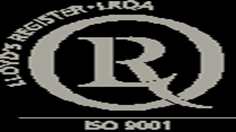 LLOYD'S REGISTER • LRQA
R
ISO 9001